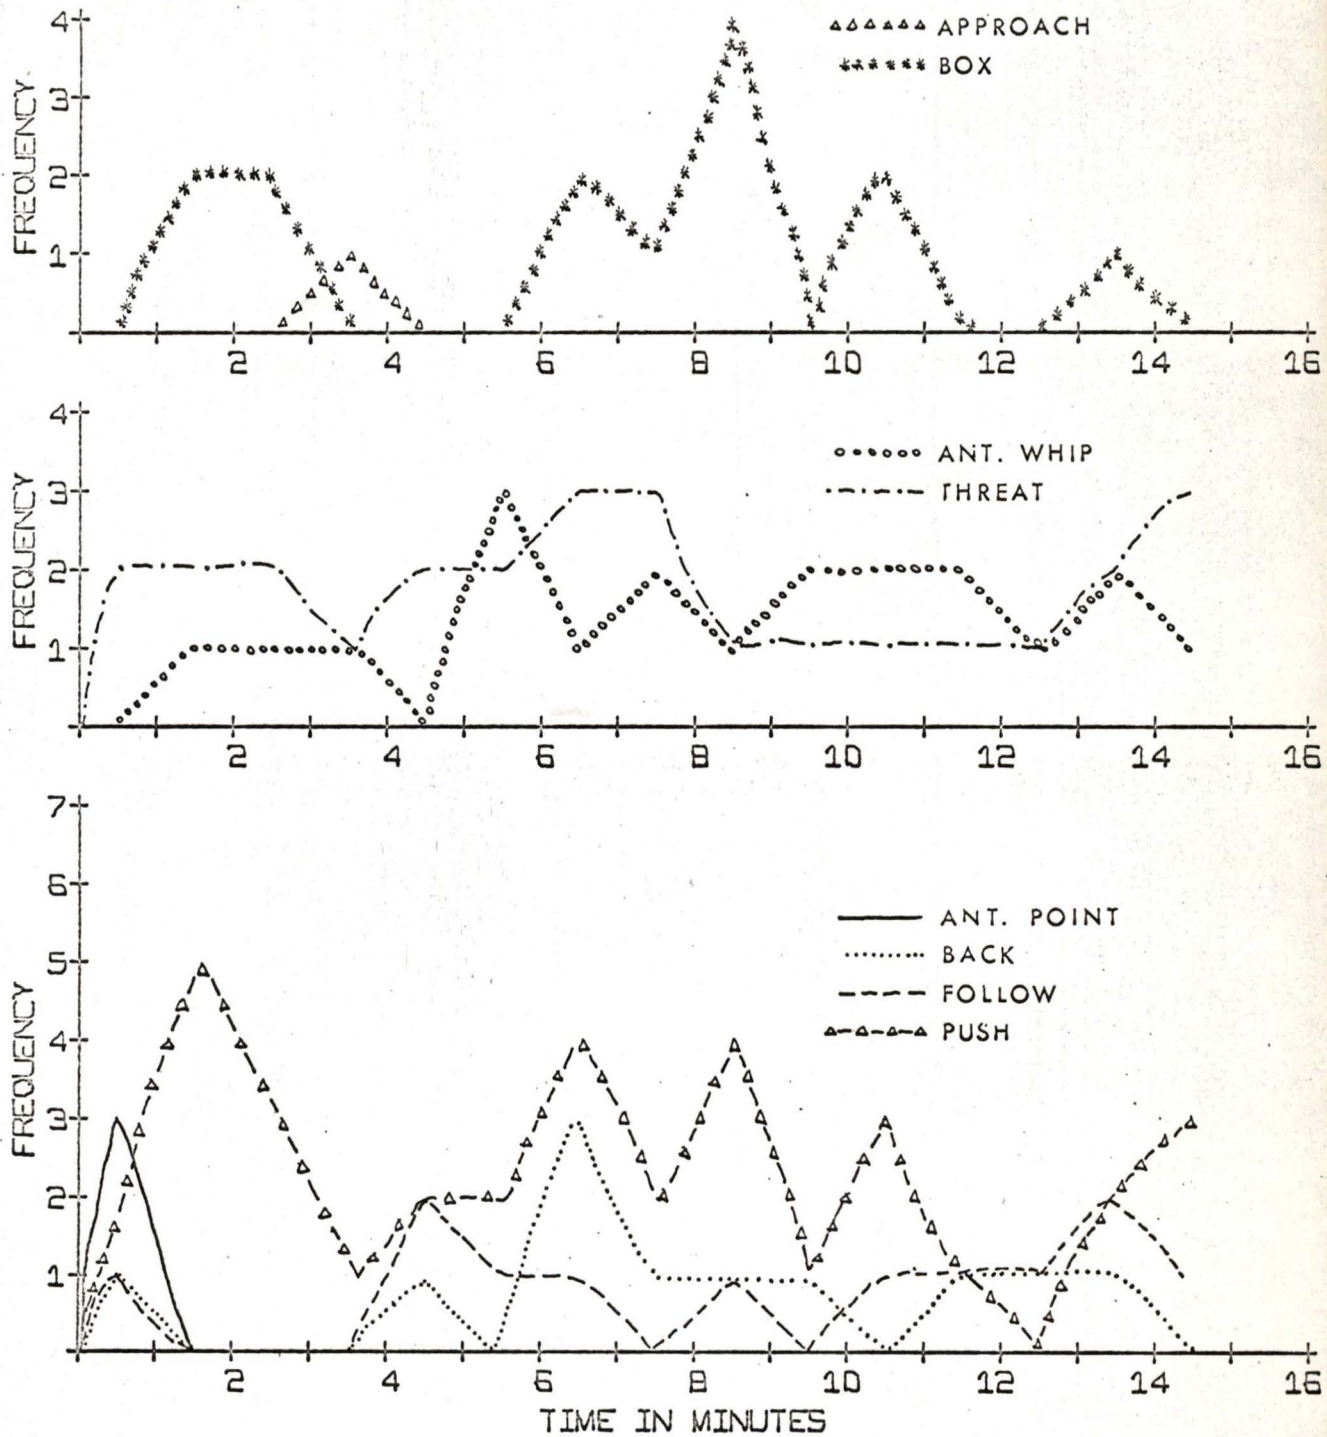 4
△△△△△△ APPROACH
****** BOX
3
FREQUENCY
2
1
2 4 6 8 10 12 14 16
4
ANT. WHIP
3
THREAT
FREQUENCY
2
1
2 4 6 8 10 12 14 16
7
6
ANT. POINT
5
BACK
FOLLOW
4
PUSH
FREQUENCY
3
2
1
2 4 6 8 10 12 14 16
TIME IN MINUTES